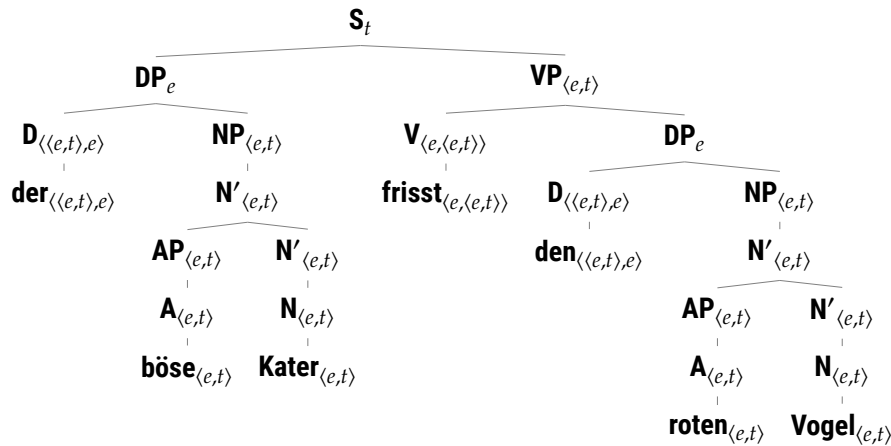 S_t
DP_e VP_⟨e,t⟩
D_⟨⟨e,t⟩,e⟩ NP_⟨e,t⟩ V_⟨e,⟨e,t⟩⟩ DP_e
der_⟨⟨e,t⟩,e⟩ N′_⟨e,t⟩ frisst_⟨e,⟨e,t⟩⟩ D_⟨⟨e,t⟩,e⟩ NP_⟨e,t⟩
AP_⟨e,t⟩ N′_⟨e,t⟩ den_⟨⟨e,t⟩,e⟩ N′_⟨e,t⟩
A_⟨e,t⟩ N_⟨e,t⟩ AP_⟨e,t⟩ N′_⟨e,t⟩
böse_⟨e,t⟩ Kater_⟨e,t⟩ A_⟨e,t⟩ N_⟨e,t⟩
roten_⟨e,t⟩ Vogel_⟨e,t⟩